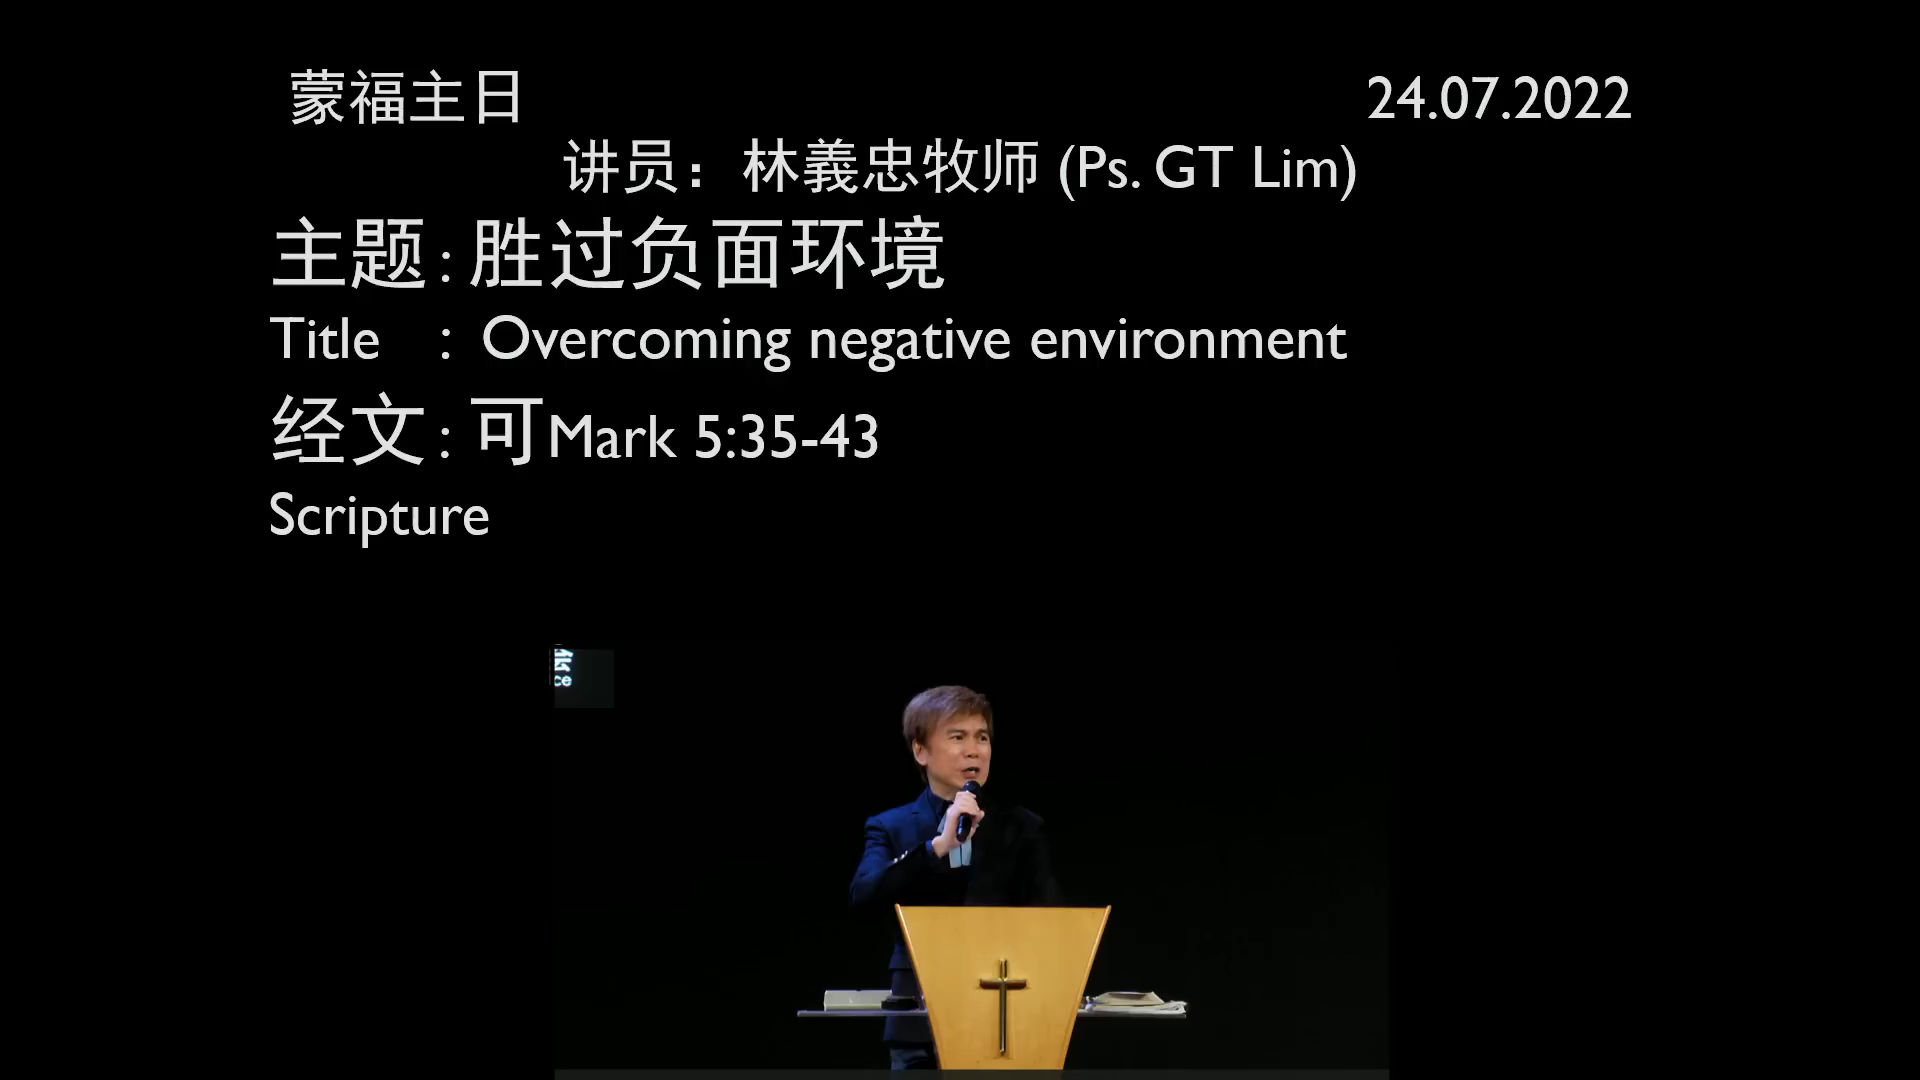 蒙福主日 24.07.2022
讲员：林義忠牧师 (Ps. GT Lim)
主题: 胜过负面环境
Title : Overcoming negative environment
经文: 可Mark 5:35-43
Scripture
ce